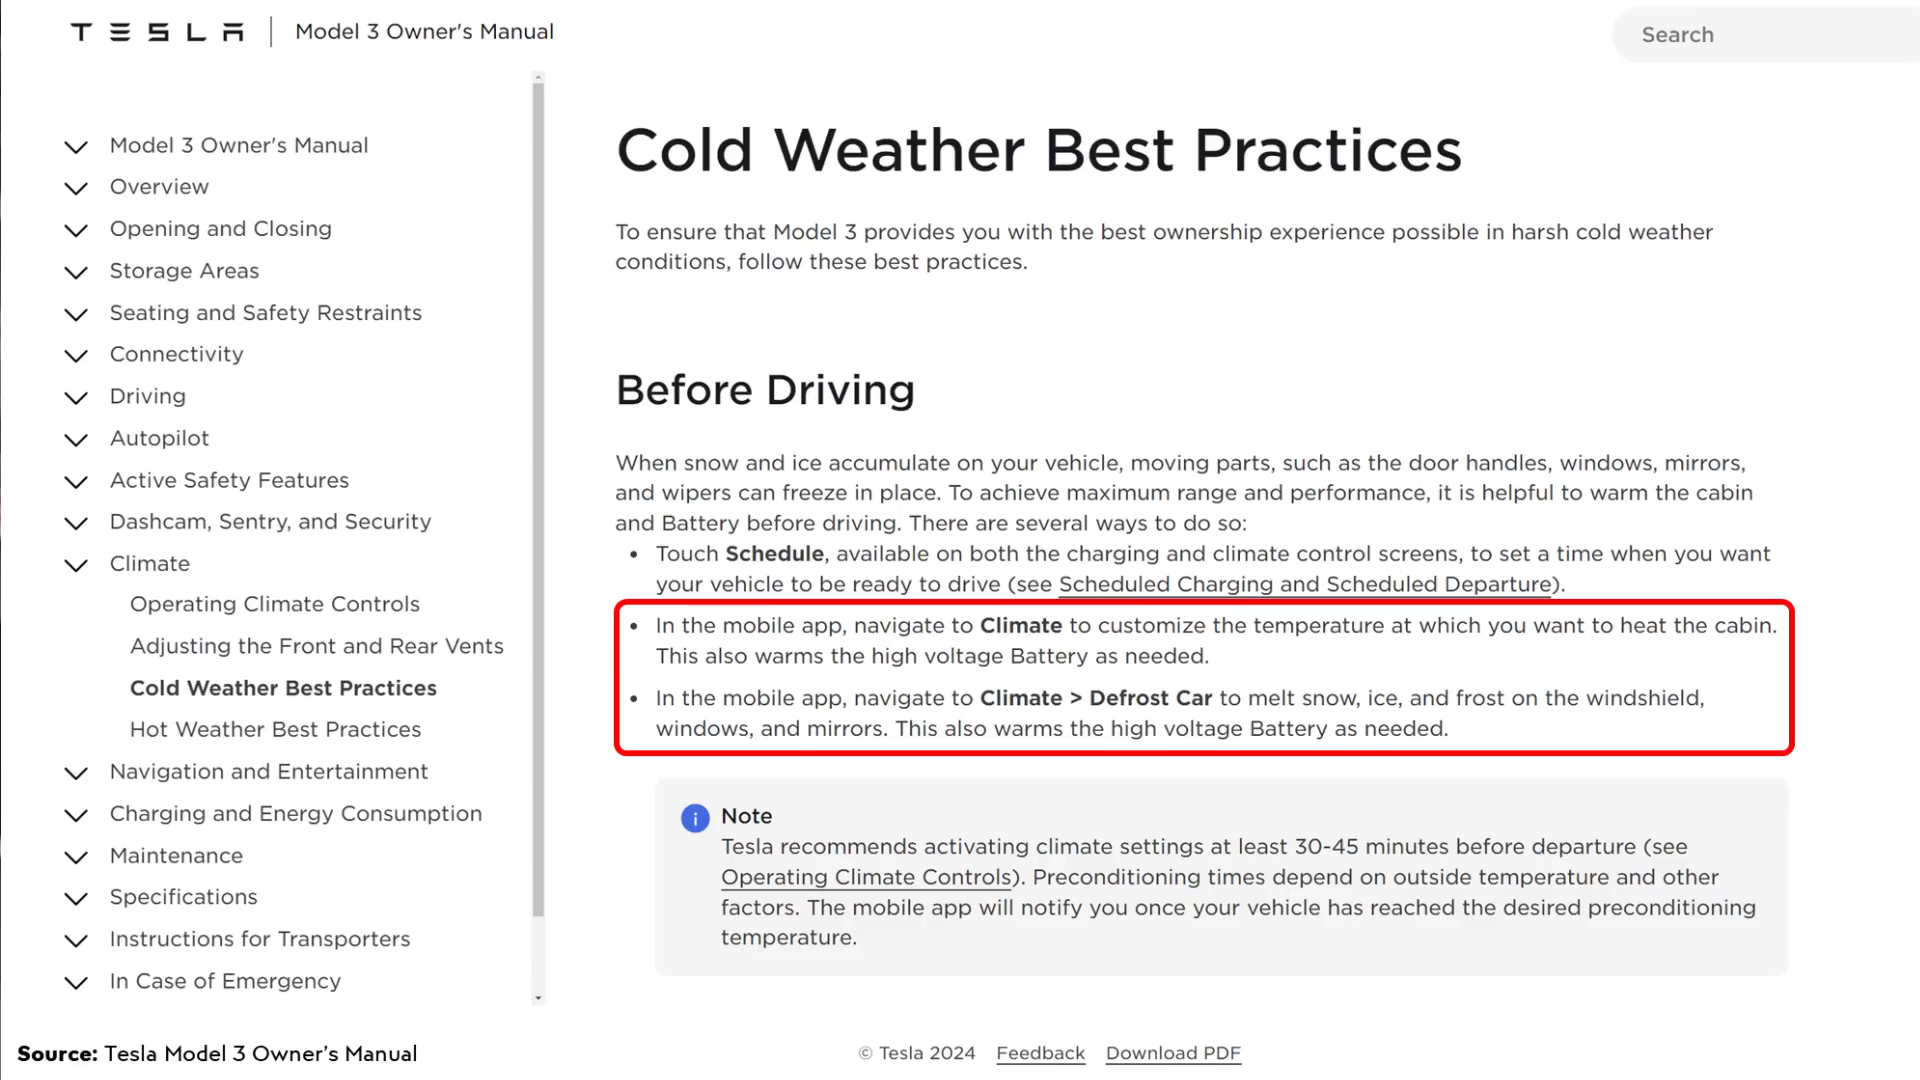 TESLA
Model 3 Owner's Manual
Search
Model 3 Owner's Manual
Overview
Opening and Closing
Storage Areas
Seating and Safety Restraints
Connectivity
Driving
Autopilot
Active Safety Features
Dashcam, Sentry, and Security
Climate
Operating Climate Controls
Adjusting the Front and Rear Vents
Cold Weather Best Practices
Hot Weather Best Practices
Navigation and Entertainment
Charging and Energy Consumption
Maintenance
Specifications
Instructions for Transporters
In Case of Emergency
Cold Weather Best Practices
To ensure that Model 3 provides you with the best ownership experience possible in harsh cold weather
conditions, follow these best practices.
Before Driving
When snow and ice accumulate on your vehicle, moving parts, such as the door handles, windows, mirrors,
and wipers can freeze in place. To achieve maximum range and performance, it is helpful to warm the cabin
and Battery before driving. There are several ways to do so:
• Touch Schedule, available on both the charging and climate control screens, to set a time when you want
your vehicle to be ready to drive (see Scheduled Charging and Scheduled Departure).
• In the mobile app, navigate to Climate to customize the temperature at which you want to heat the cabin.
This also warms the high voltage Battery as needed.
• In the mobile app, navigate to Climate > Defrost Car to melt snow, ice, and frost on the windshield,
windows, and mirrors. This also warms the high voltage Battery as needed.
i Note
Tesla recommends activating climate settings at least 30-45 minutes before departure (see
Operating Climate Controls). Preconditioning times depend on outside temperature and other
factors. The mobile app will notify you once your vehicle has reached the desired preconditioning
temperature.
Source: Tesla Model 3 Owner's Manual
© Tesla 2024 Feedback Download PDF